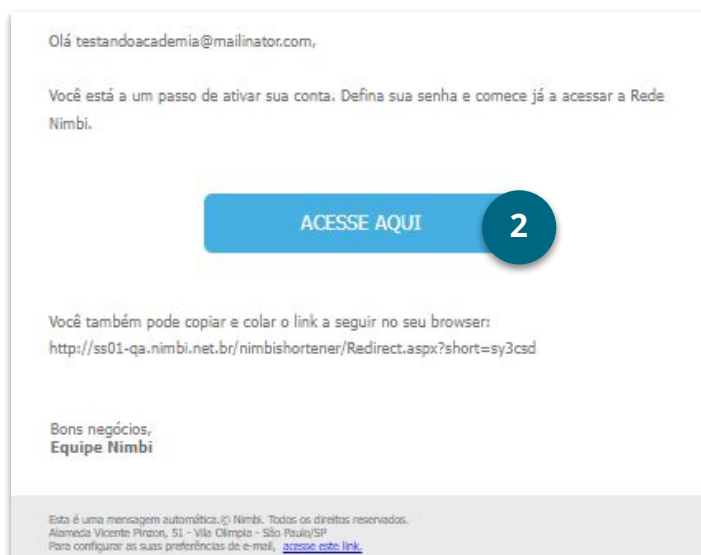 Olá testandoacademia@mailinator.com,
Você está a um passo de ativar sua conta. Defina sua senha e comece já a acessar a Rede
Nimbi.
ACESSE AQUI
2
Você também pode copiar e colar o link a seguir no seu browser:
http://ss01-qa.nimbi.net.br/nimbishortener/Redirect.aspx?short=sy3csd
Bons negócios,
Equipe Nimbi
Esta é uma mensagem automática.© Nimbi. Todos os direitos reservados.
Alameda Vicente Pinzon, 51 - Vila Olimpia - São Paulo/SP
Para configurar as suas preferências de e-mail, acesse este link.